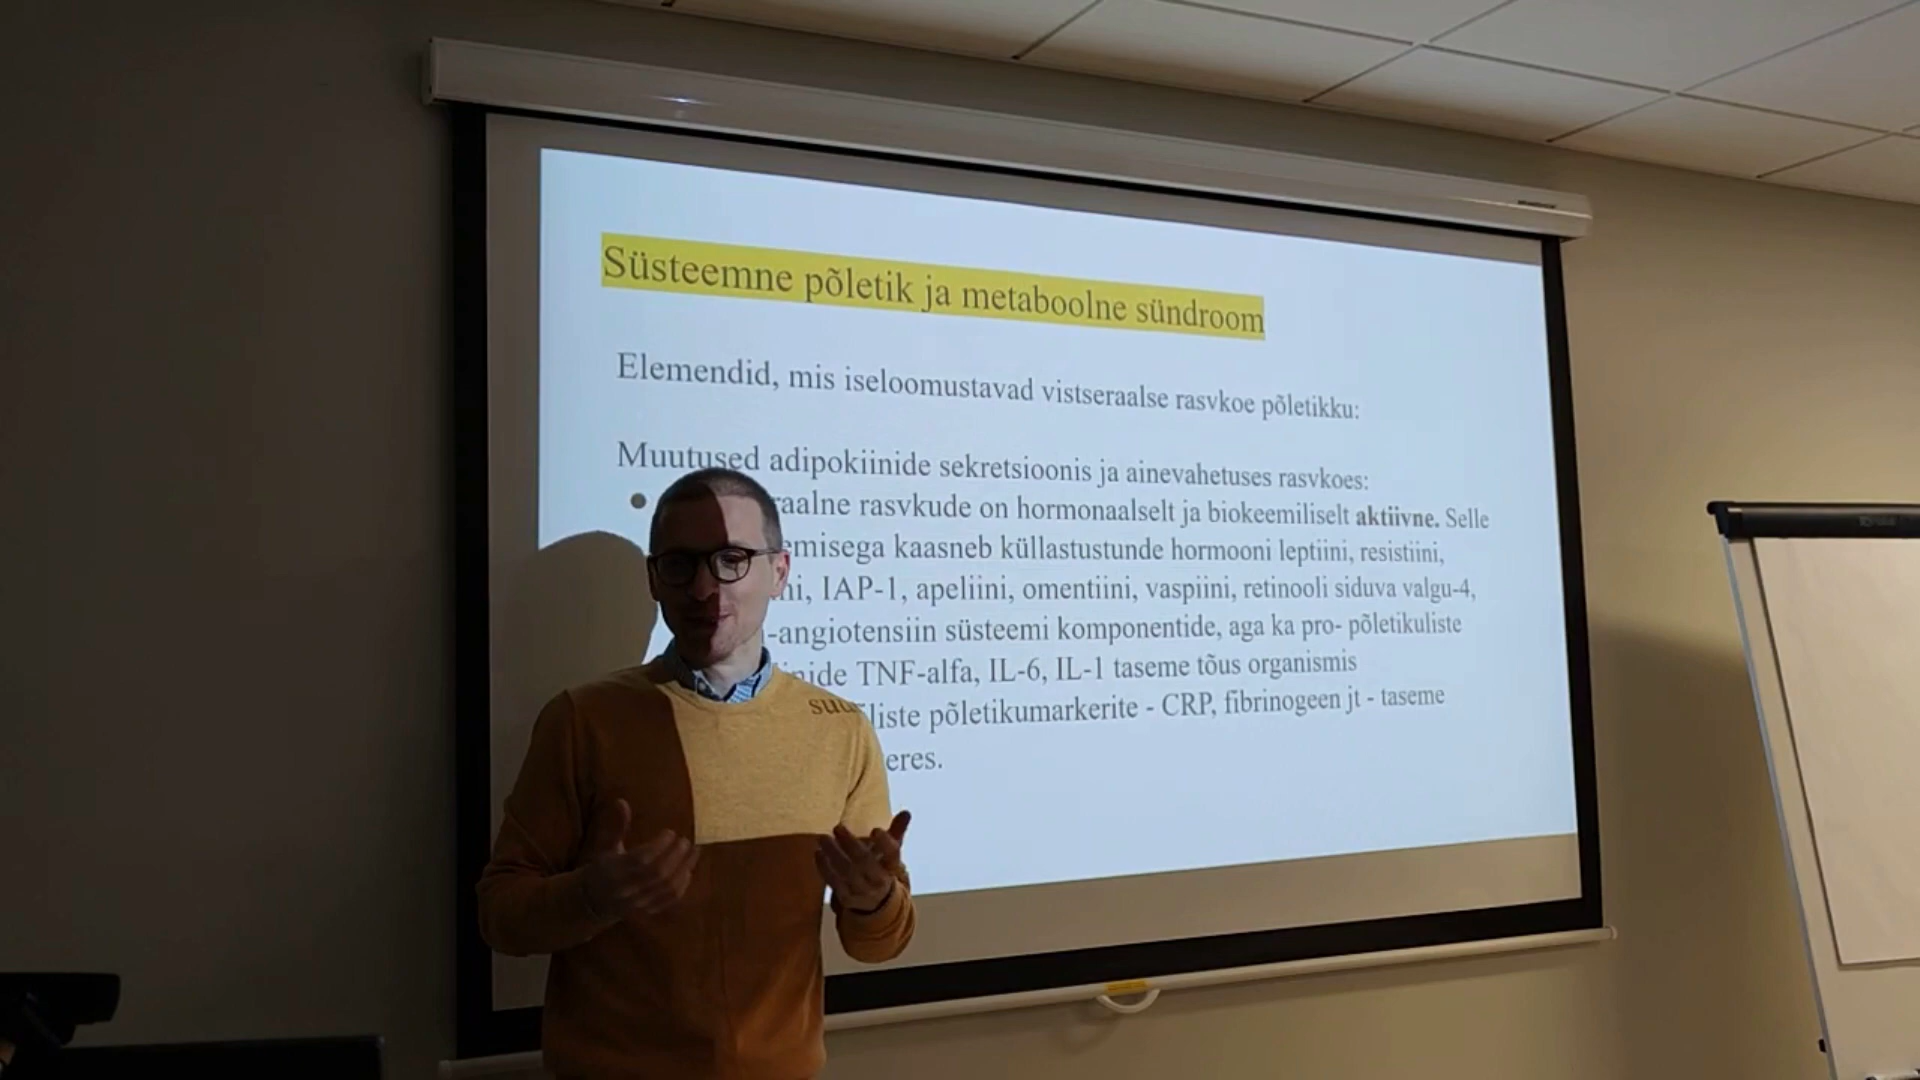 Süsteemne põletik ja metaboolne sündroom
Elemendid, mis iseloomustavad vistseraalse rasvkoe põletikku:
Muutused adipokiinide sekretsioonis ja ainevahetuses rasvkoes:
raalne rasvkude on hormonaalselt ja biokeemiliselt aktiivne. Selle
emisega kaasneb küllastustunde hormooni leptiini, resistiini,
ni, IAP-1, apeliini, omentiini, vaspiini, retinooli siduva valgu-4,
-angiotensiin süsteemi komponentide, aga ka pro- põletikuliste
inide TNF-alfa, IL-6, IL-1 taseme tõus organismis
liste põletikumarkerite - CRP, fibrinogeen jt - taseme
eres.